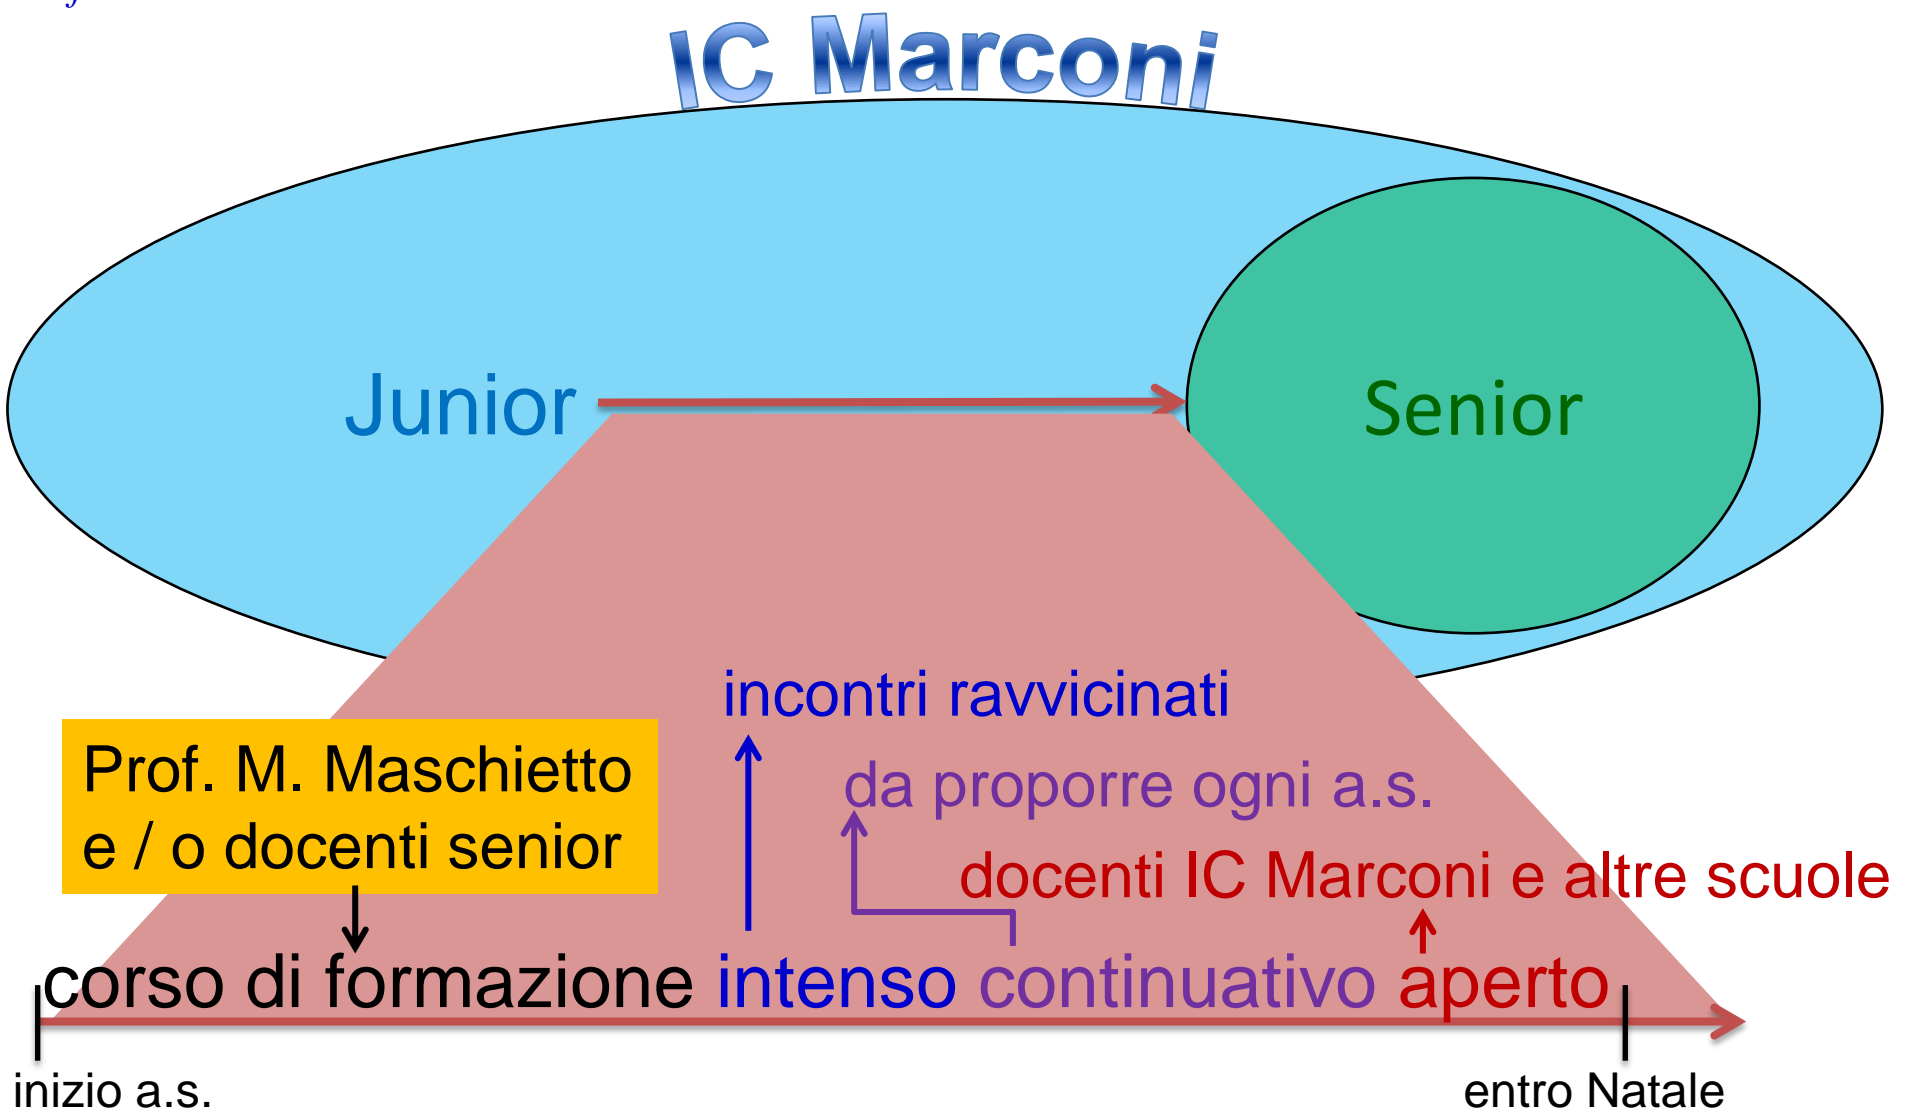 IC Marconi
Junior
Senior
incontri ravvicinati
Prof. M. Maschietto
e / o docenti senior
da proporre ogni a.s.
docenti IC Marconi e altre scuole
corso di formazione intenso continuativo aperto
inizio a.s.
entro Natale